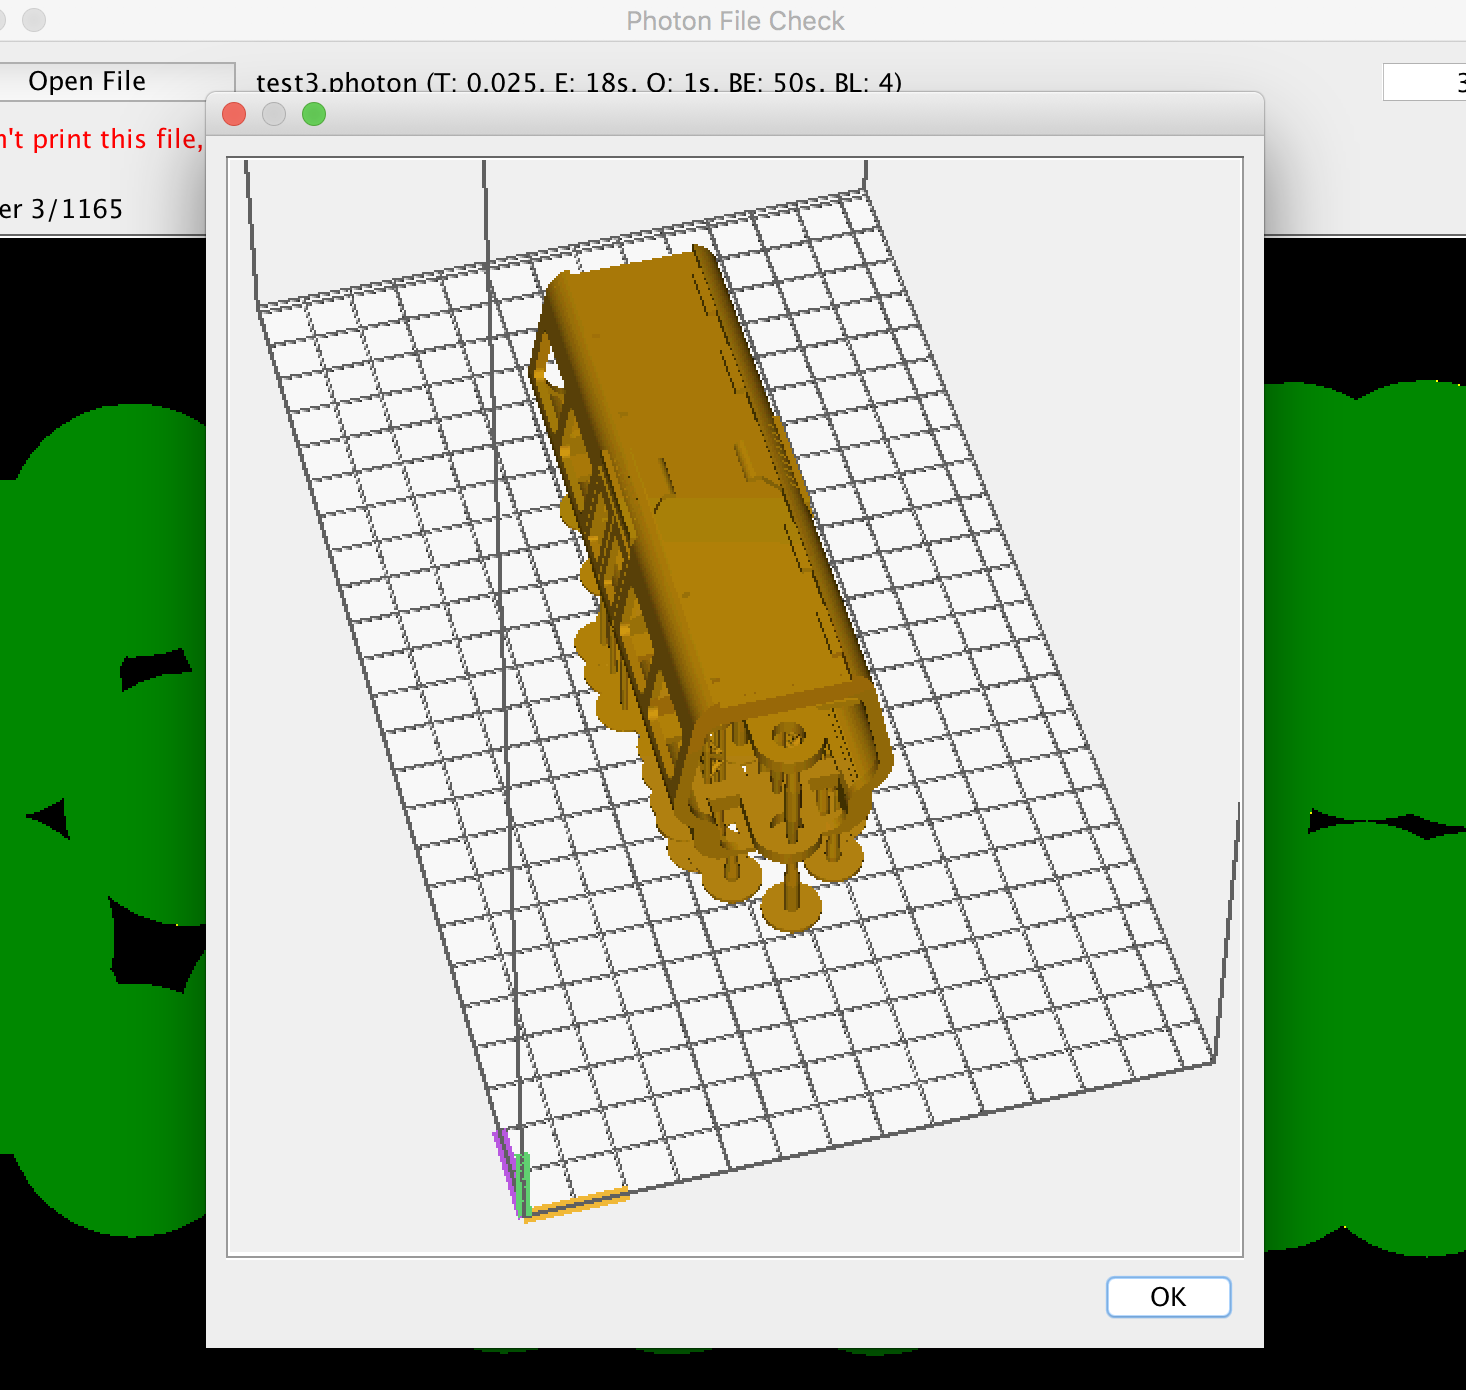 Photon File Check
Open File
test3.photon (T: 0.025, E: 18s, O: 1s, BE: 50s, BL: 4)
3
n't print this file,
er 3/1165
OK